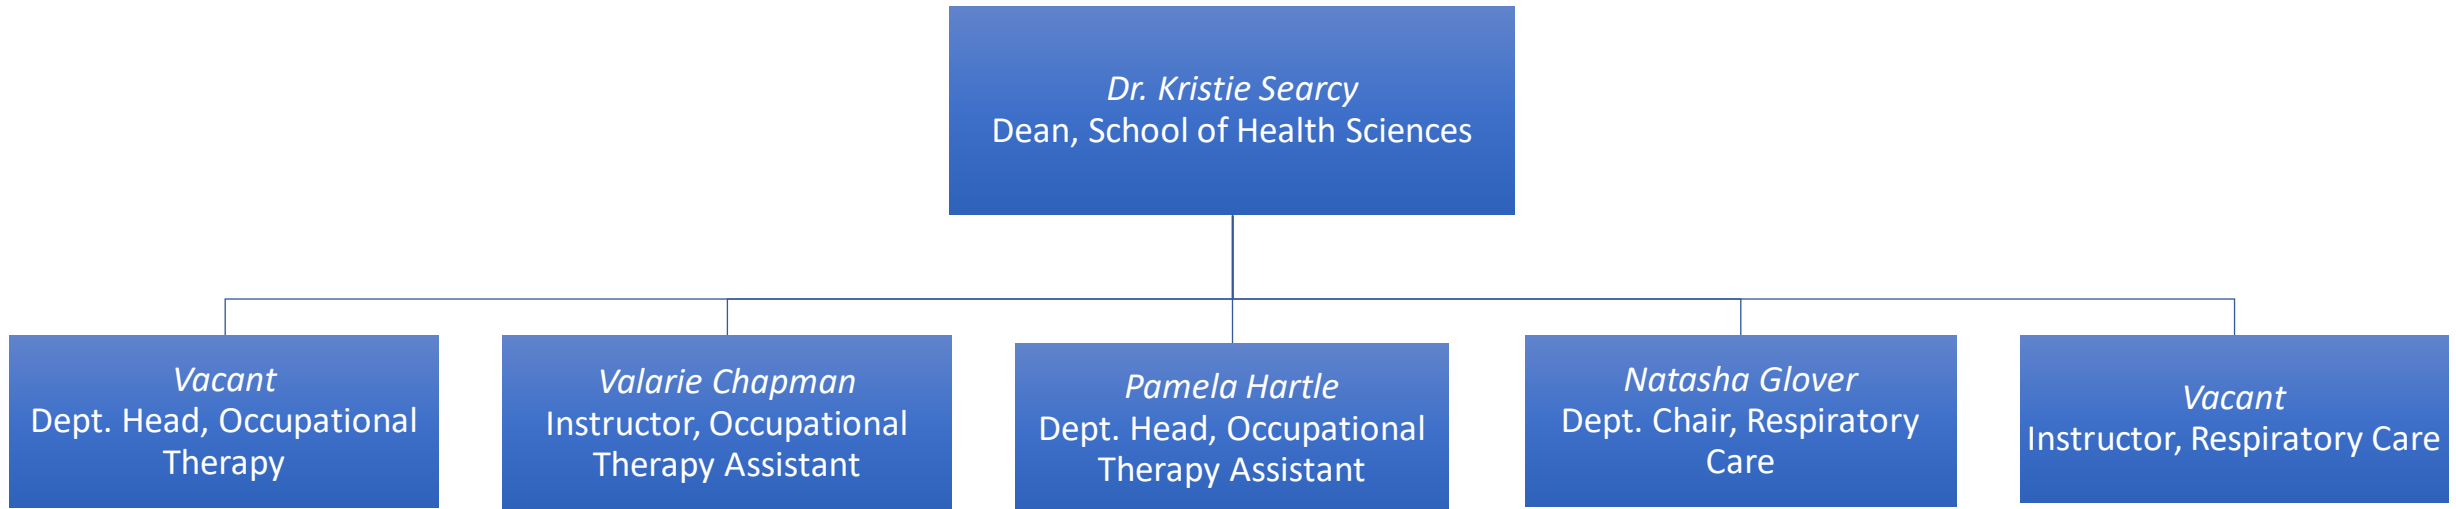 Dr. Kristie Searcy
Dean, School of Health Sciences
Vacant
Dept. Head, Occupational
Therapy
Valarie Chapman
Instructor, Occupational
Therapy Assistant
Pamela Hartle
Dept. Head, Occupational
Therapy Assistant
Natasha Glover
Dept. Chair, Respiratory
Care
Vacant
Instructor, Respiratory Care